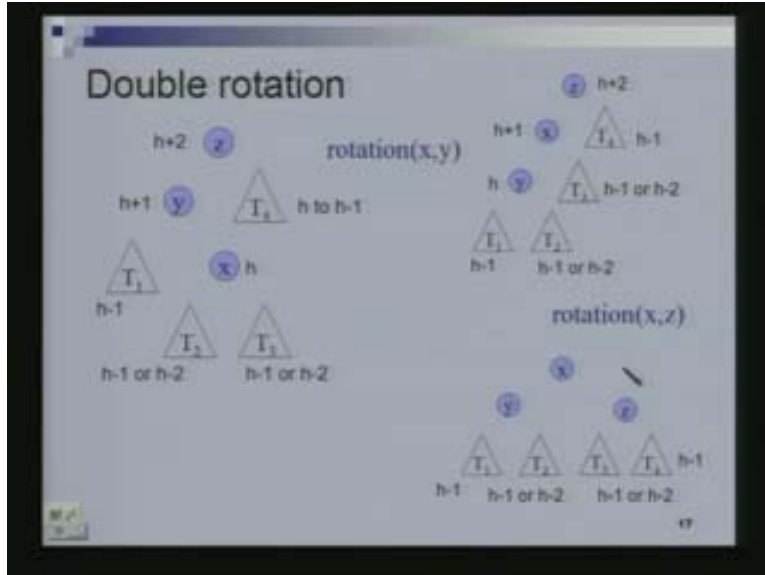 Double rotation
h+2 z
rotation(x,y)
h+1 y
T4 h to h-1
T1
x h
h-1
T2 T3
h-1 or h-2 h-1 or h-2
z h+2
h+1 x T4 h-1
h y T3 h-1 or h-2
T1 T2
h-1 h-1 or h-2
rotation(x,z)
x
y z
T1 T2 T3 T4 h-1
h-1 h-1 or h-2 h-1 or h-2
17